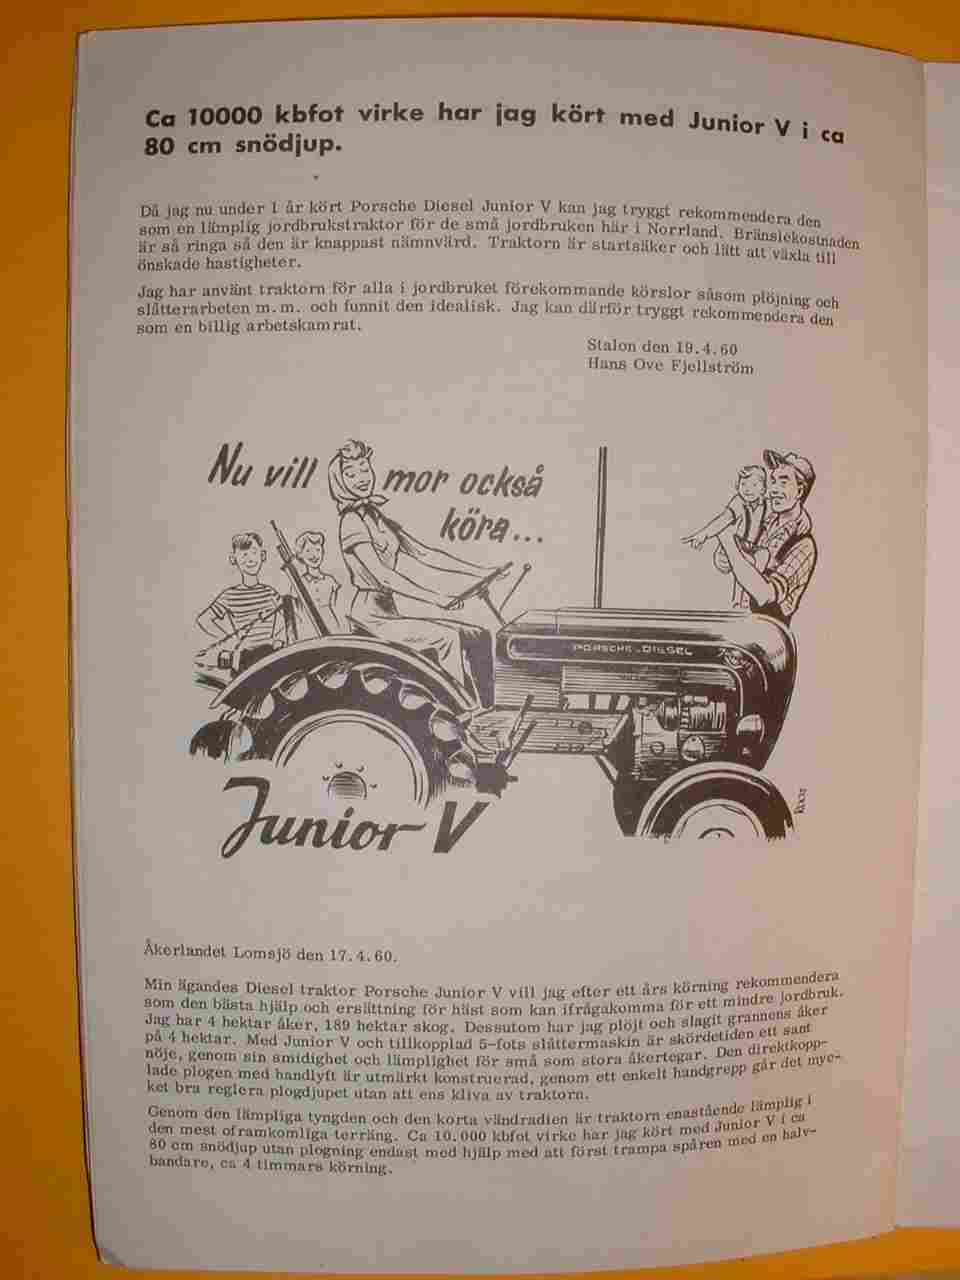 Ca 10000 kbfot virke har jag kört med Junior V i ca
80 cm snödjup.
Då jag nu under 1 år kört Porsche Diesel Junior V kan jag tryggt rekommendera den
som en lämplig jordbrukstraktor för de små jordbruken här i Norrland. Bränslekostnaden
är så ringa så den är knappast nämnvärd. Traktorn är startsäker och lätt att växla till
önskade hastigheter.
Jag har använt traktorn för alla i jordbruket förekommande körslor såsom plöjning och
slåtterarbeten m.m. och funnit den idealisk. Jag kan därför tryggt rekommendera den
som en billig arbetskamrat.
Stalon den 19.4.60
Hans Ove Fjellström
Nu vill mor också
köra...
PORSCHE-DIESEL
Junior V
Åkerlandet Lomsjö den 17.4.60.
Min ägandes Diesel traktor Porsche Junior V vill jag efter ett års körning rekommendera
som den bästa hjälp och ersättning för häst som kan ifrågakomma för ett mindre jordbruk.
Jag har 4 hektar åker, 189 hektar skog. Dessutom har jag plöjt och slagit grannens åker
på 4 hektar. Med Junior V och tillkopplad 5-fots slåttermaskin är skördetiden ett sant
nöje, genom sin smidighet och lämplighet för små som stora åkertegar. Den direktkopp-
lade plogen med handlyft är utmärkt konstruerad, genom ett enkelt handgrepp går det myc-
ket bra reglera plogdjupet utan att ens kliva av traktorn.
Genom den lämpliga tyngden och den korta vändradien är traktorn enastående lämplig i
den mest oframkomliga terräng. Ca 10.000 kbfot virke har jag kört med Junior V i ca
80 cm snödjup utan plogning endast med hjälp med att först trampa spåren med en halv-
bandare, ca 4 timmars körning.